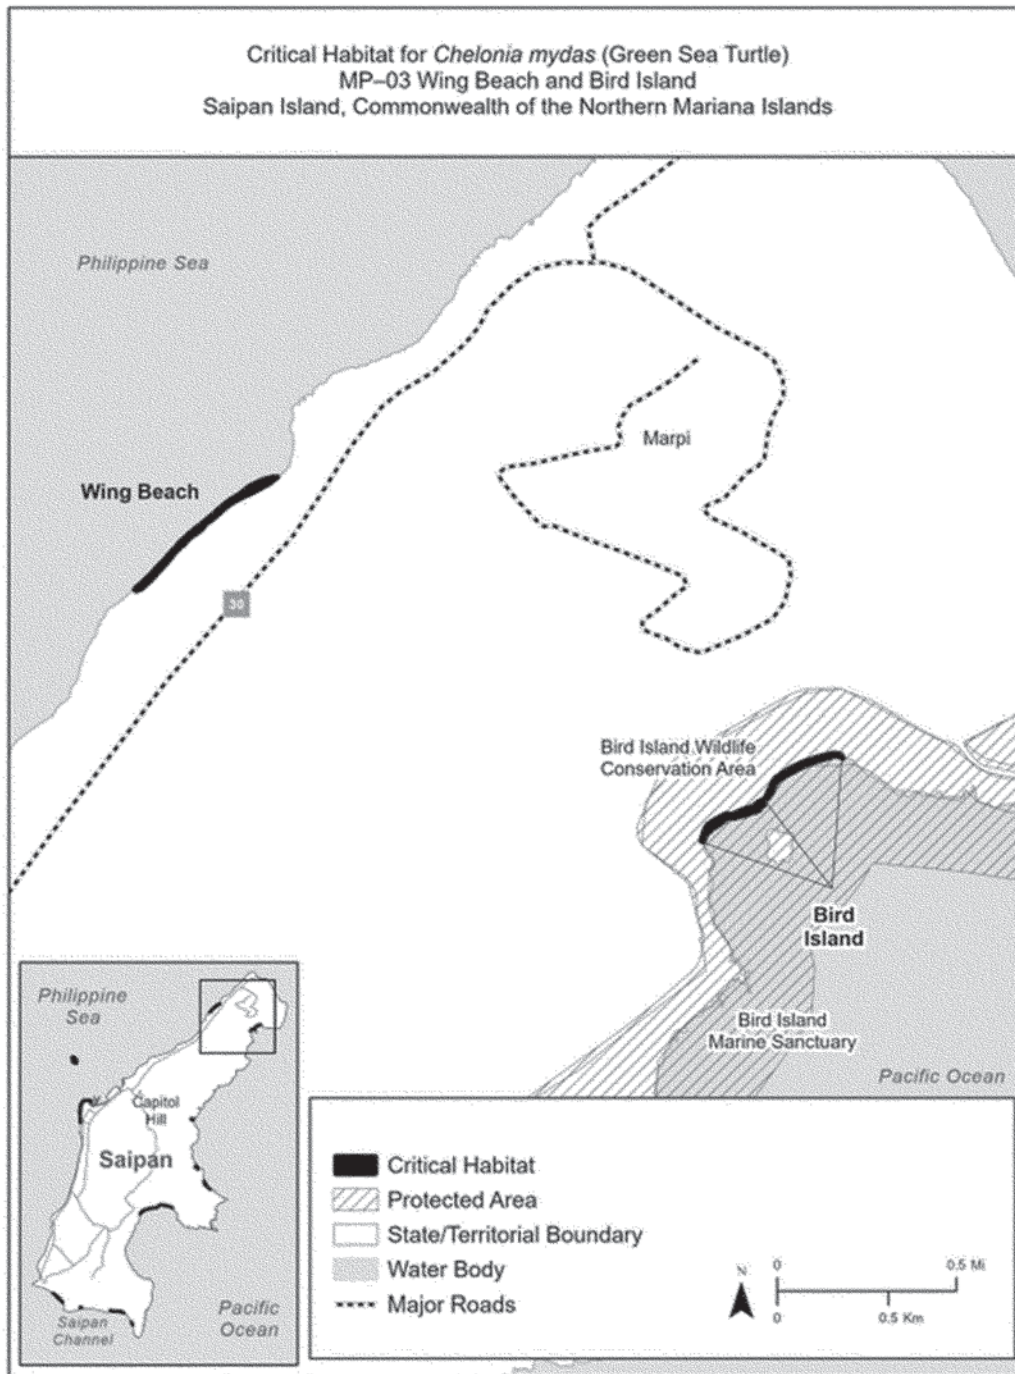 Critical Habitat for Chelonia mydas (Green Sea Turtle)
MP–03 Wing Beach and Bird Island
Saipan Island, Commonwealth of the Northern Mariana Islands
Philippine Sea
Marpi
Wing Beach
30
Bird Island Wildlife
Conservation Area
Bird
Island
Bird Island
Marine Sanctuary
Pacific Ocean
Philippine
Sea
Capitol
Hill
Saipan
Pacific
Ocean
Saipan
Channel
Critical Habitat
Protected Area
State/Territorial Boundary
Water Body
Major Roads
N
0
0.5 Mi
0
0.5 Km